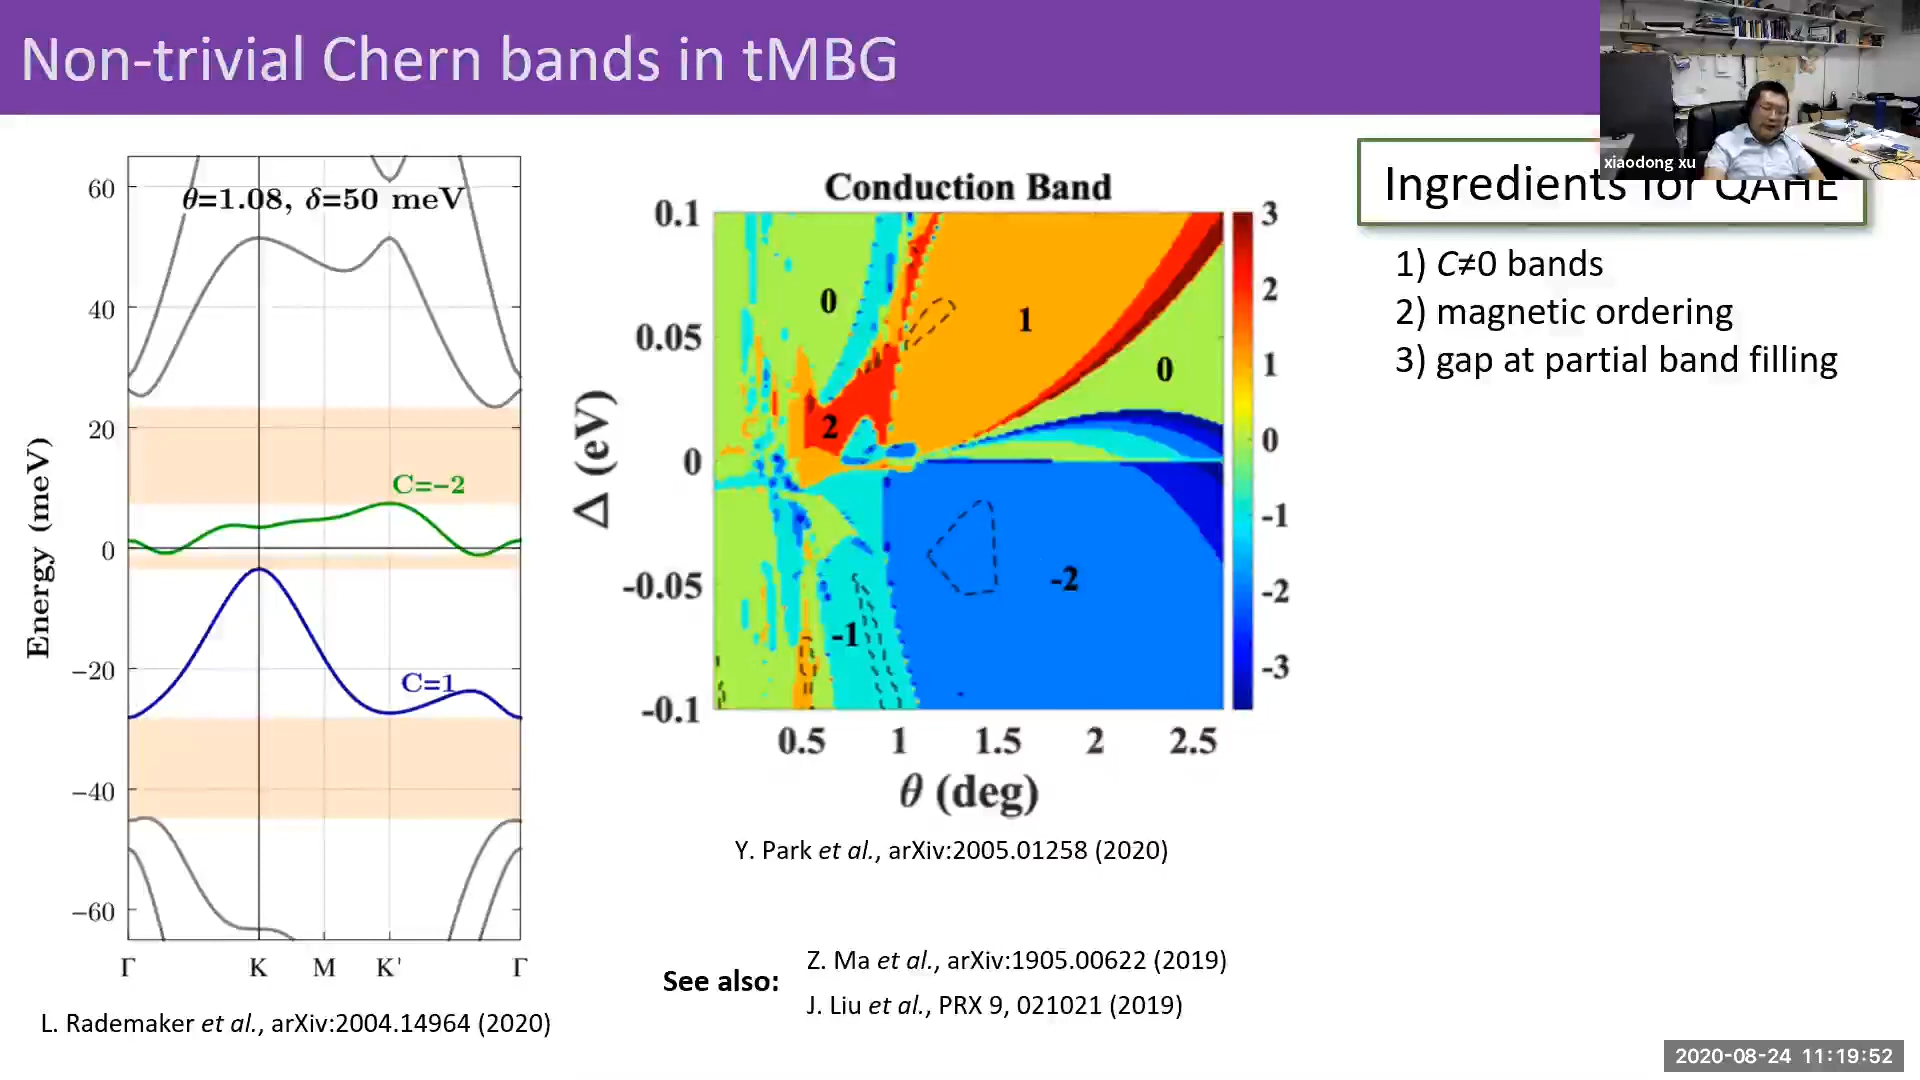 Non-trivial Chern bands in tMBG
xiaodong xu
Ingredients for QAHE
1) C≠0 bands
2) magnetic ordering
3) gap at partial band filling
θ=1.08, δ=50 meV
60
40
20
0
−20
−40
−60
Energy (meV)
C=−2
C=1
Γ
K
M
K'
Γ
L. Rademaker et al., arXiv:2004.14964 (2020)
Conduction Band
0.1
0.05
0
-0.05
-0.1
Δ (eV)
0
1
0
2
-2
-1
3
2
1
0
-1
-2
-3
0.5
1
1.5
2
2.5
θ (deg)
Y. Park et al., arXiv:2005.01258 (2020)
See also:
Z. Ma et al., arXiv:1905.00622 (2019)
J. Liu et al., PRX 9, 021021 (2019)
2020-08-24 11:19:52